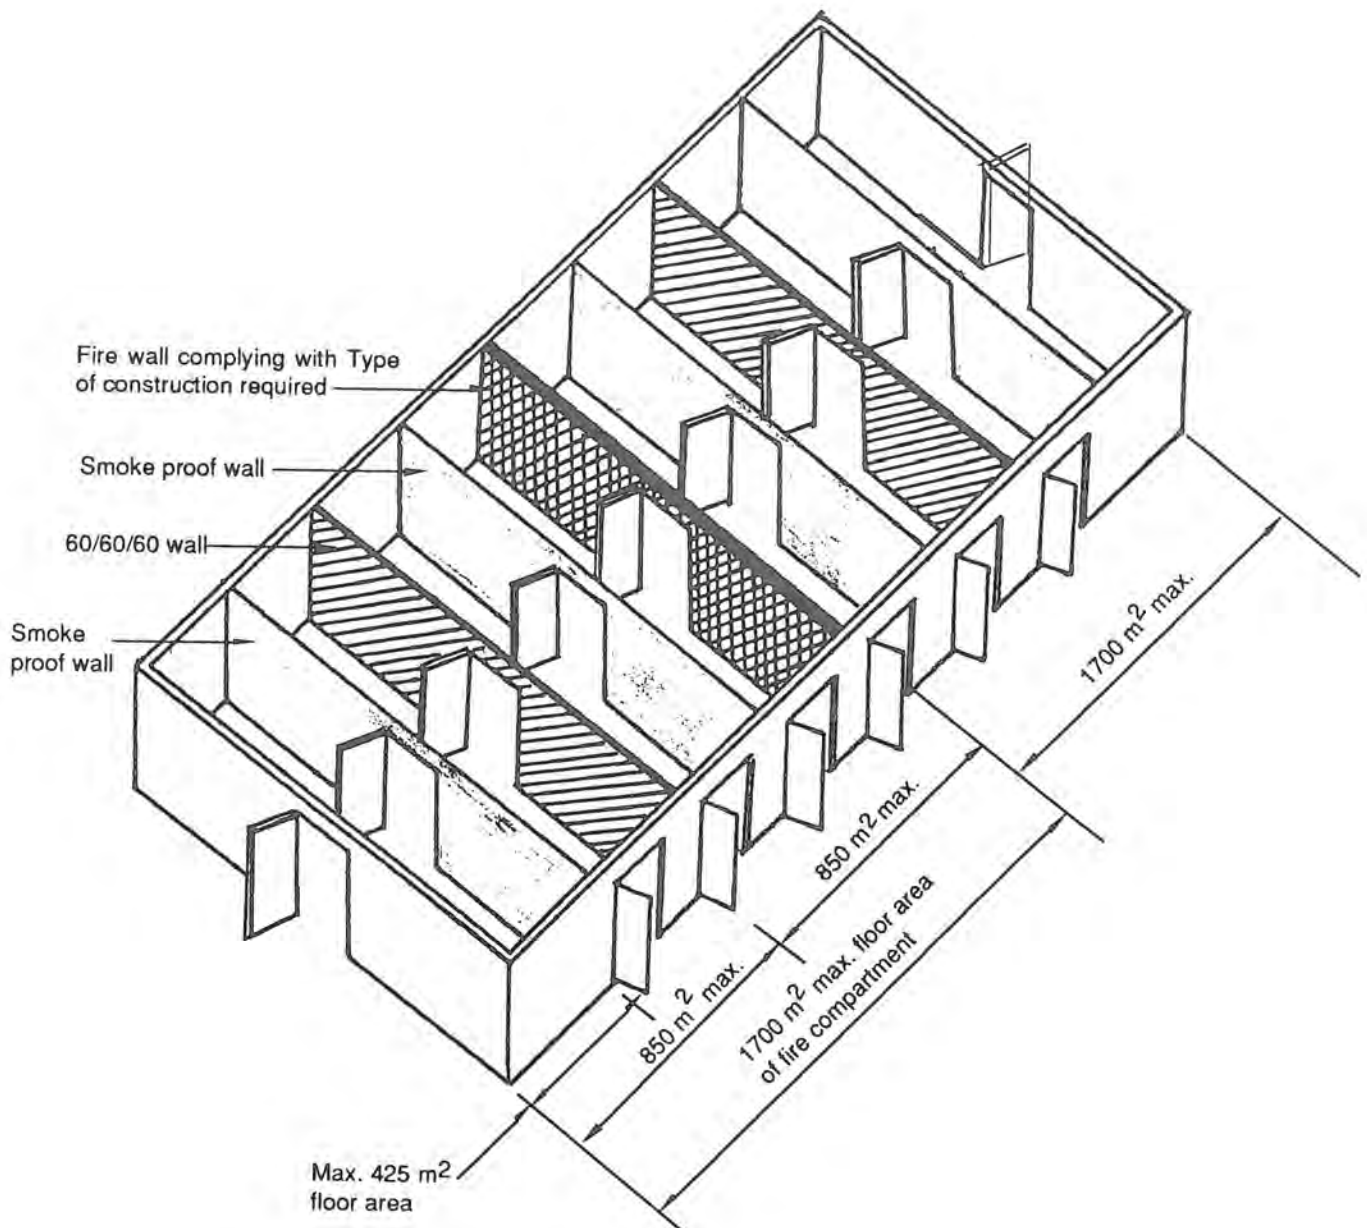 Fire wall complying with Type
of construction required
Smoke proof wall
60/60/60 wall
Smoke
proof wall
1700 m² max.
850 m² max.
850 m² max.
1700 m² max. floor area
of fire compartment
Max. 425 m²
floor area